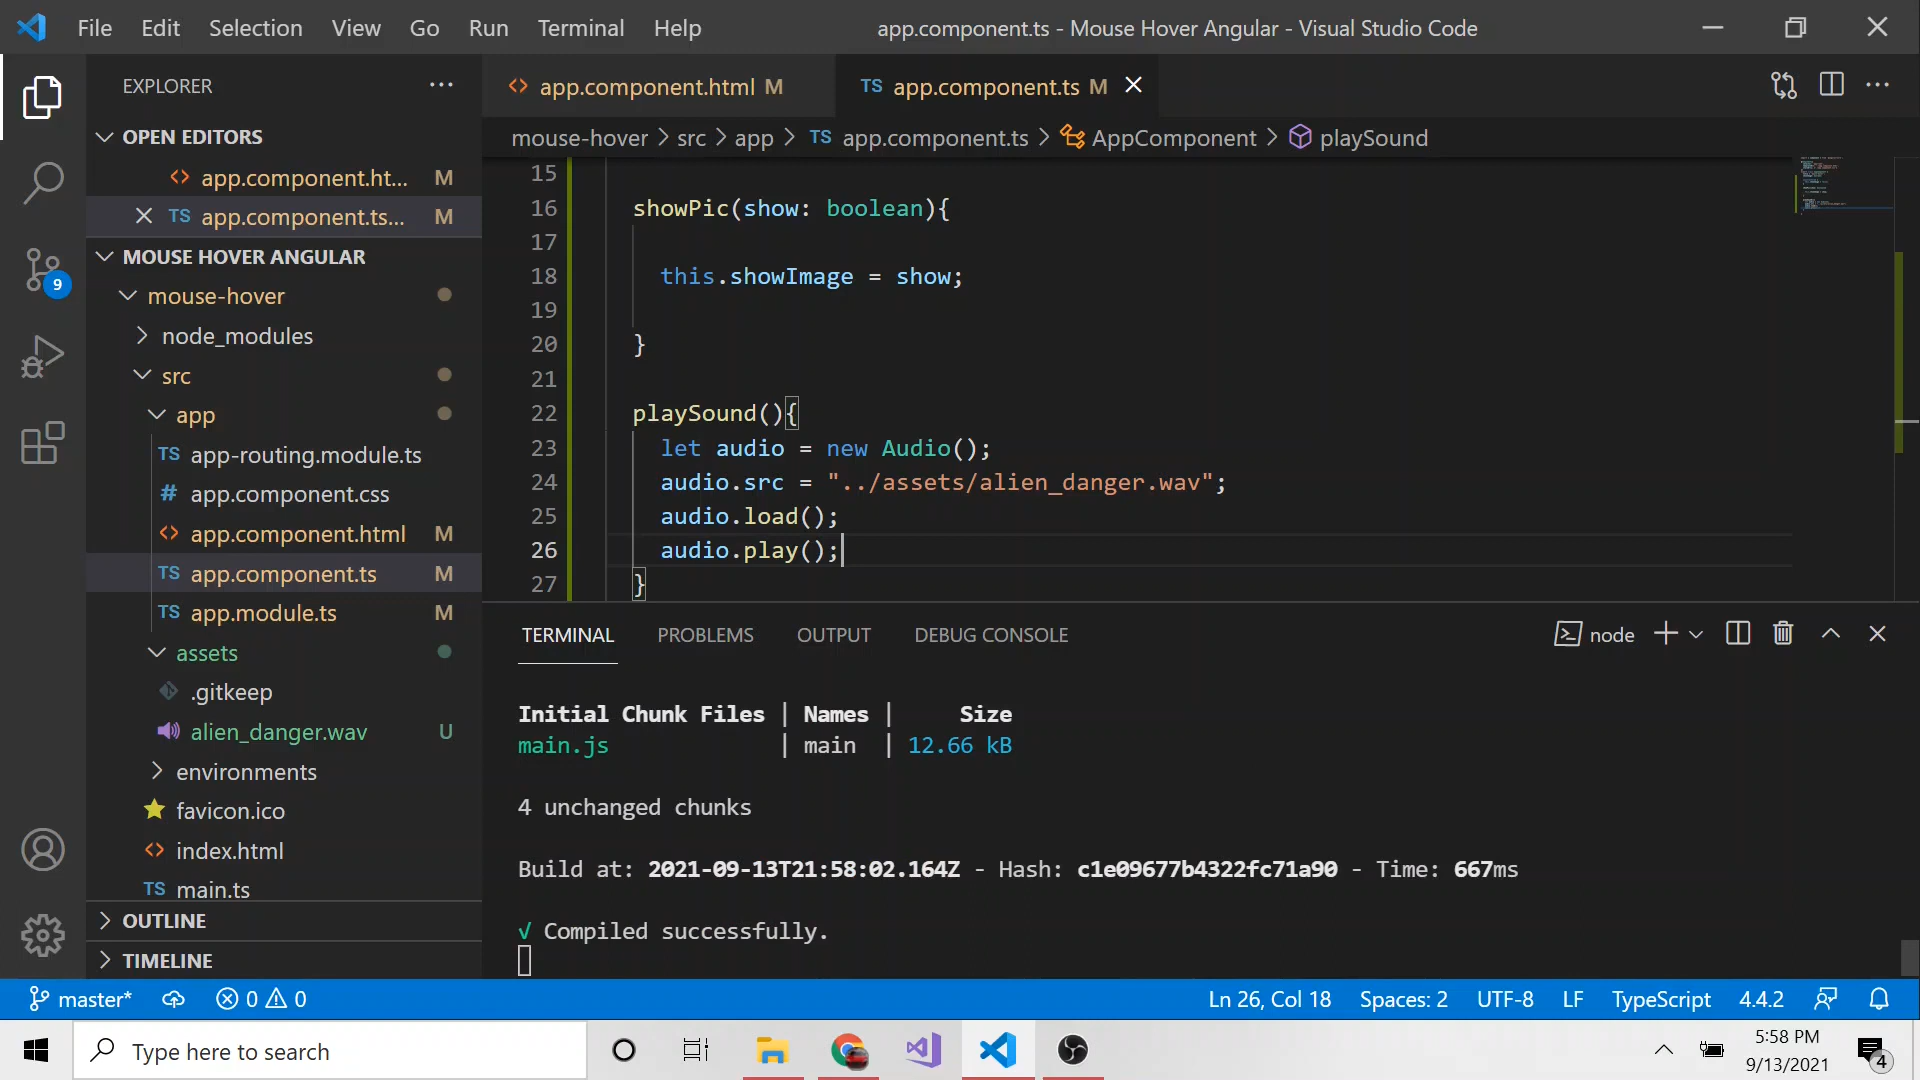 File Edit Selection View Go Run Terminal Help app.component.ts - Mouse Hover Angular - Visual Studio Code
EXPLORER
OPEN EDITORS
<> app.component.ht... M
TS app.component.ts... M
MOUSE HOVER ANGULAR
mouse-hover
node_modules
src
app
TS app-routing.module.ts
# app.component.css
<> app.component.html M
TS app.component.ts M
TS app.module.ts M
assets
.gitkeep
alien_danger.wav U
environments
favicon.ico
<> index.html
TS main.ts
OUTLINE
TIMELINE
9
<> app.component.html M TS app.component.ts M
mouse-hover > src > app > TS app.component.ts > AppComponent > playSound
15
16 showPic(show: boolean){
17
18 this.showImage = show;
19
20 }
21
22 playSound(){
23 let audio = new Audio();
24 audio.src = "../assets/alien_danger.wav";
25 audio.load();
26 audio.play();
27 }
TERMINAL PROBLEMS OUTPUT DEBUG CONSOLE node
Initial Chunk Files | Names | Size
main.js | main | 12.66 kB
4 unchanged chunks
Build at: 2021-09-13T21:58:02.164Z - Hash: c1e09677b4322fc71a90 - Time: 667ms
√ Compiled successfully.
master* 0 0 Ln 26, Col 18 Spaces: 2 UTF-8 LF TypeScript 4.4.2
Type here to search
5:58 PM
9/13/2021
4